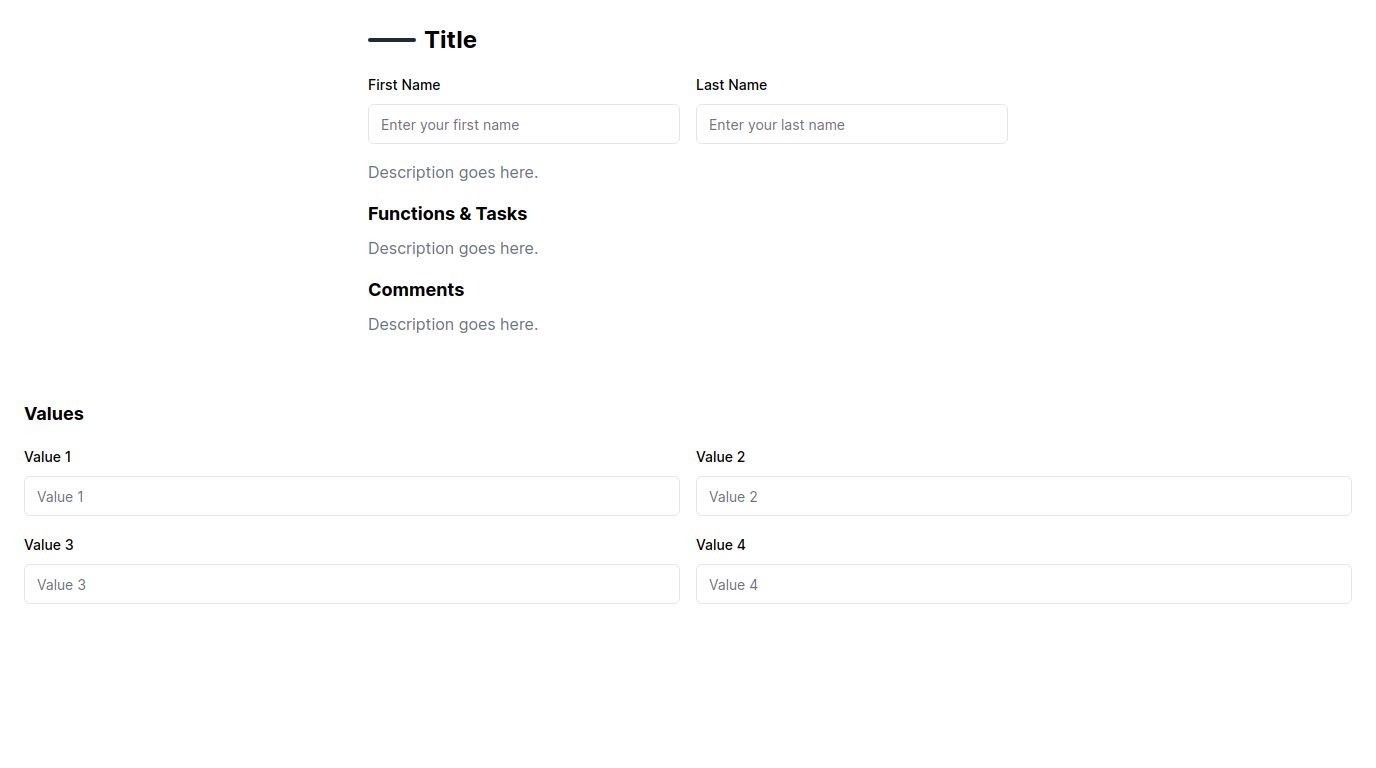 Title
First Name
Last Name
Enter your first name
Enter your last name
Description goes here.
Functions & Tasks
Description goes here.
Comments
Description goes here.
Values
Value 1
Value 2
Value 1
Value 2
Value 3
Value 4
Value 3
Value 4